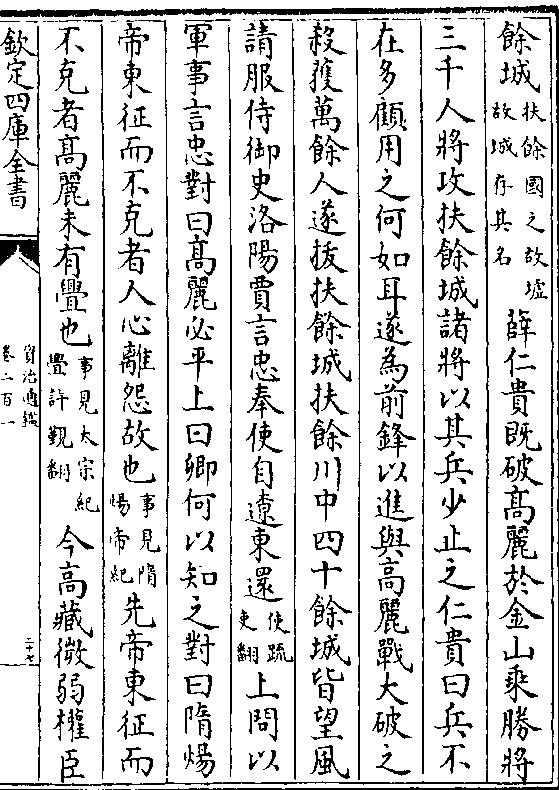 餘城扶餘國之故墟故城存其名薛仁貴既破高麗於金山乘勝將
三千人將攻扶餘城諸將以其兵少止之仁貴曰兵不
在多顧用之何如耳遂為前鋒以進與高麗戰大破之
殺獲萬餘人遂拔扶餘城扶餘川中四十餘城皆望風
請服侍御史洛陽賈言忠奉使自遼東還使疏吏翻上問以
軍事言忠對曰高麗必平上曰卿何以知之對曰隋煬
帝東征而不克者人心離怨故也事見隋煬帝紀先帝東征而
不克者高麗未有釁也事見太宗紀釁許覲翻今高藏微弱權臣
欽定四庫全書
資治通鑑
卷二百一
二十七